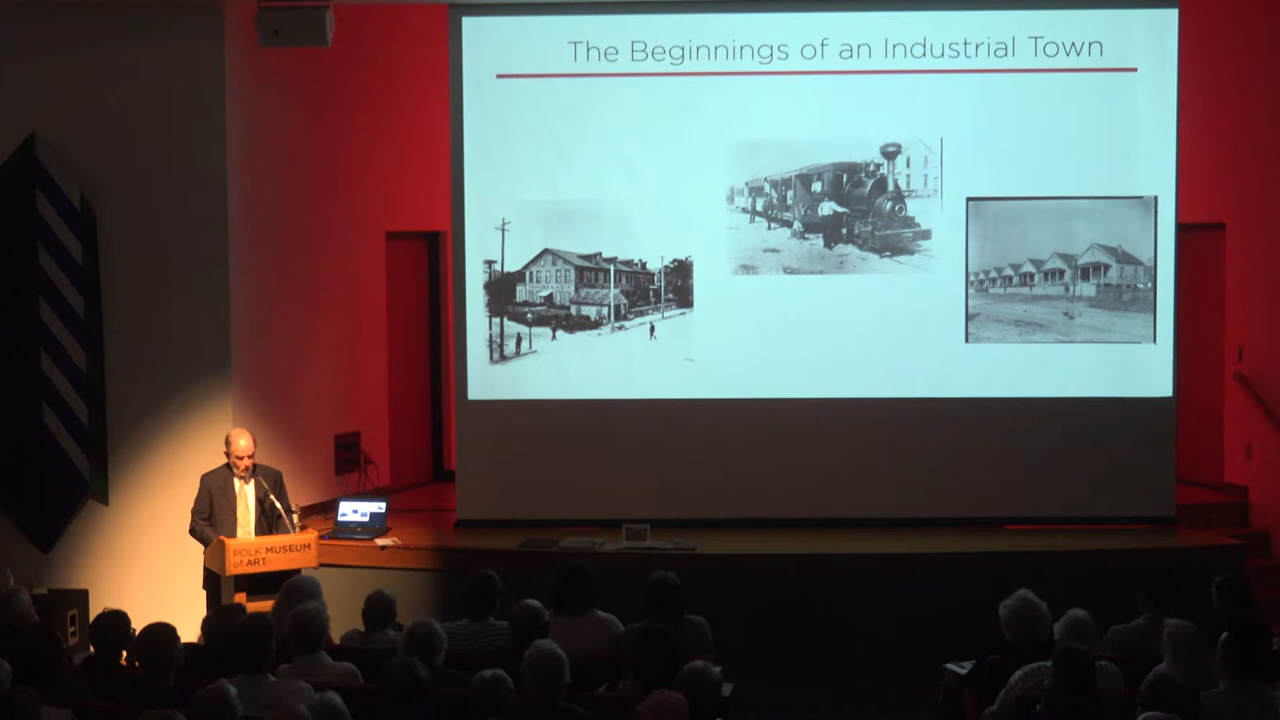 The Beginnings of an Industrial Town
POLK MUSEUM
of ART